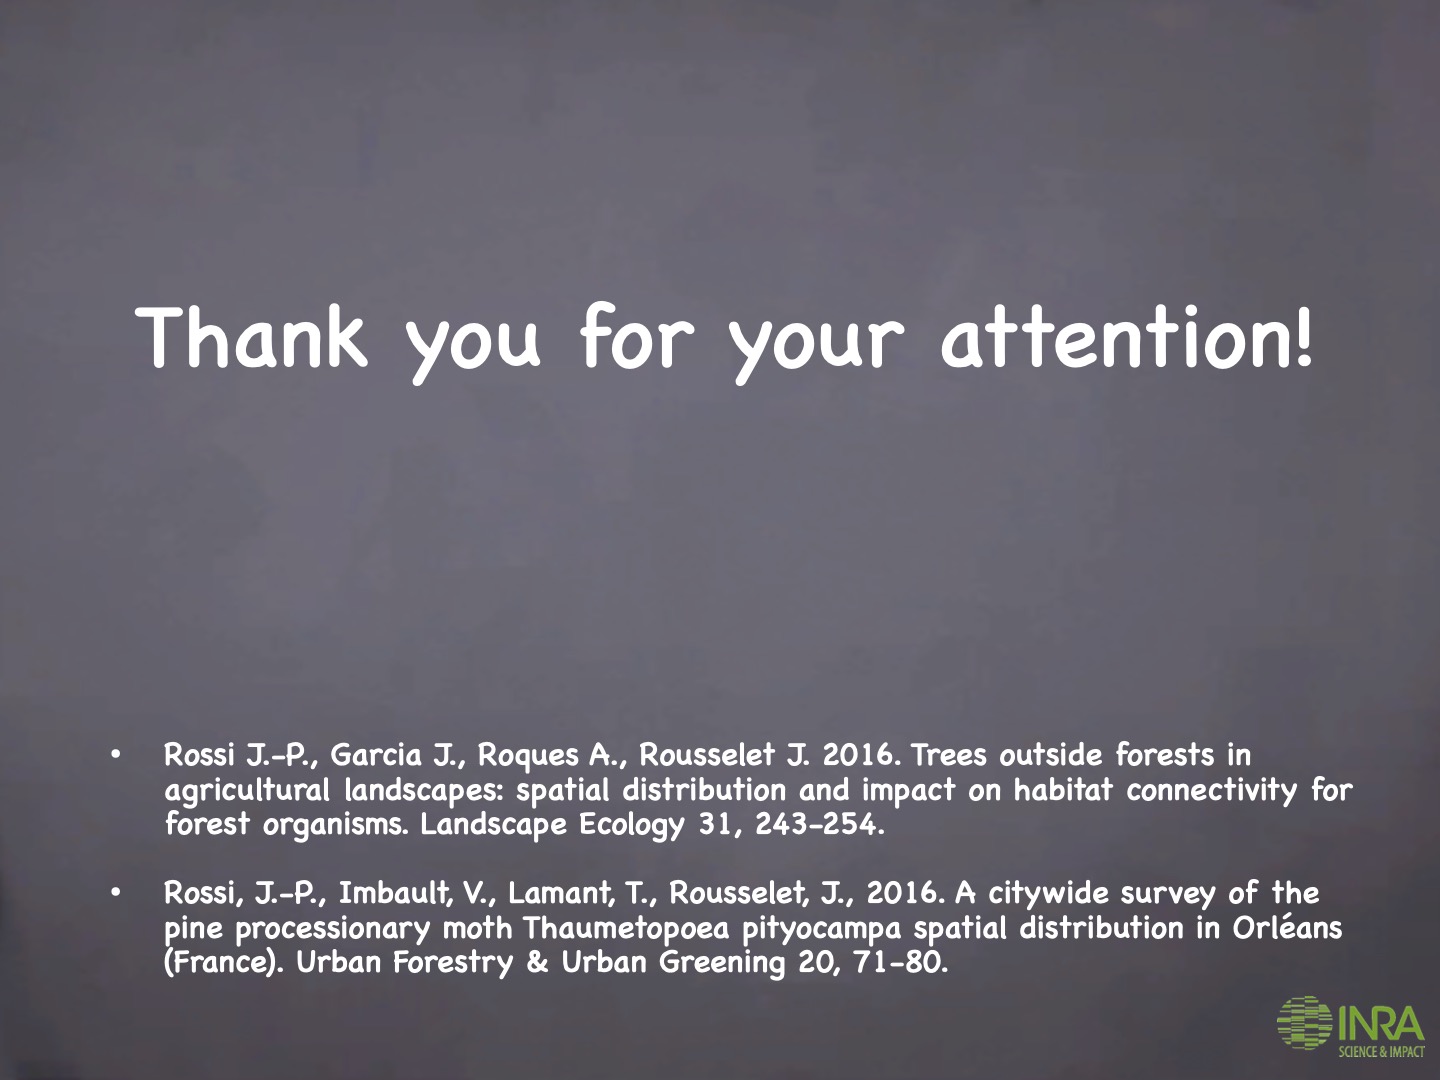 Thank you for your attention!
• Rossi J.-P., Garcia J., Roques A., Rousselet J. 2016. Trees outside forests in
agricultural landscapes: spatial distribution and impact on habitat connectivity for
forest organisms. Landscape Ecology 31, 243-254.
• Rossi, J.-P., Imbault, V., Lamant, T., Rousselet, J., 2016. A citywide survey of the
pine processionary moth Thaumetopoea pityocampa spatial distribution in Orléans
(France). Urban Forestry & Urban Greening 20, 71-80.
INRA
SCIENCE & IMPACT